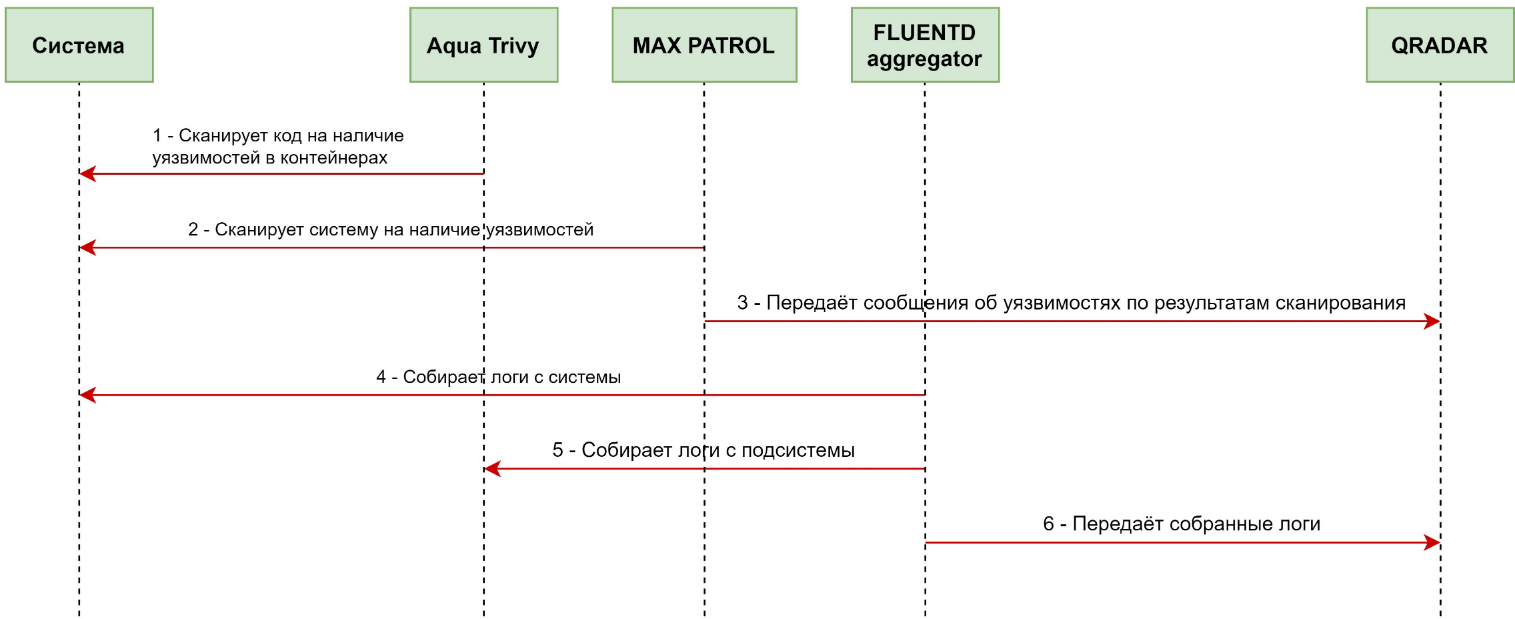 Система
Aqua Trivy
MAX PATROL
FLUENTD
aggregator
QRADAR
1 - Сканирует код на наличие
уязвимостей в контейнерах
2 - Сканирует систему на наличие уязвимостей
3 - Передаёт сообщения об уязвимостях по результатам сканирования
4 - Собирает логи с системы
5 - Собирает логи с подсистемы
6 - Передаёт собранные логи